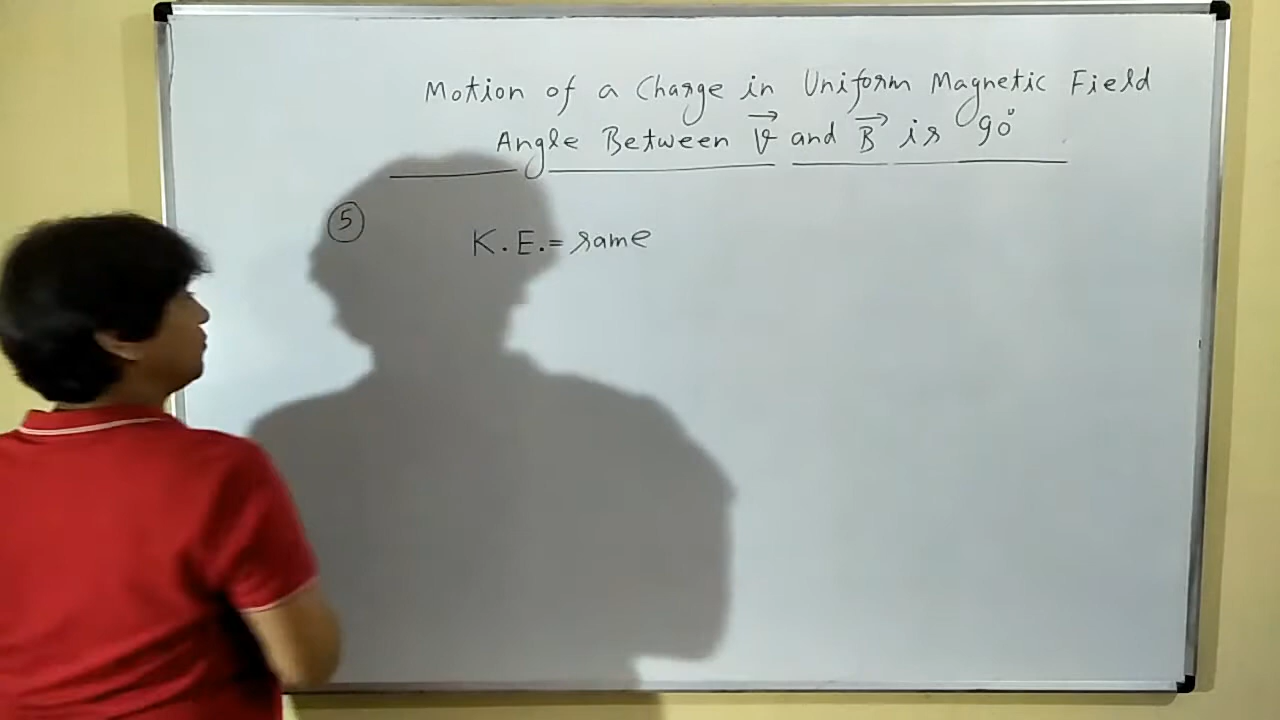 Motion of a Charge in Uniform Magnetic Field
Angle Between v⃗ and B⃗ is 90°
⑤ K.E. = same